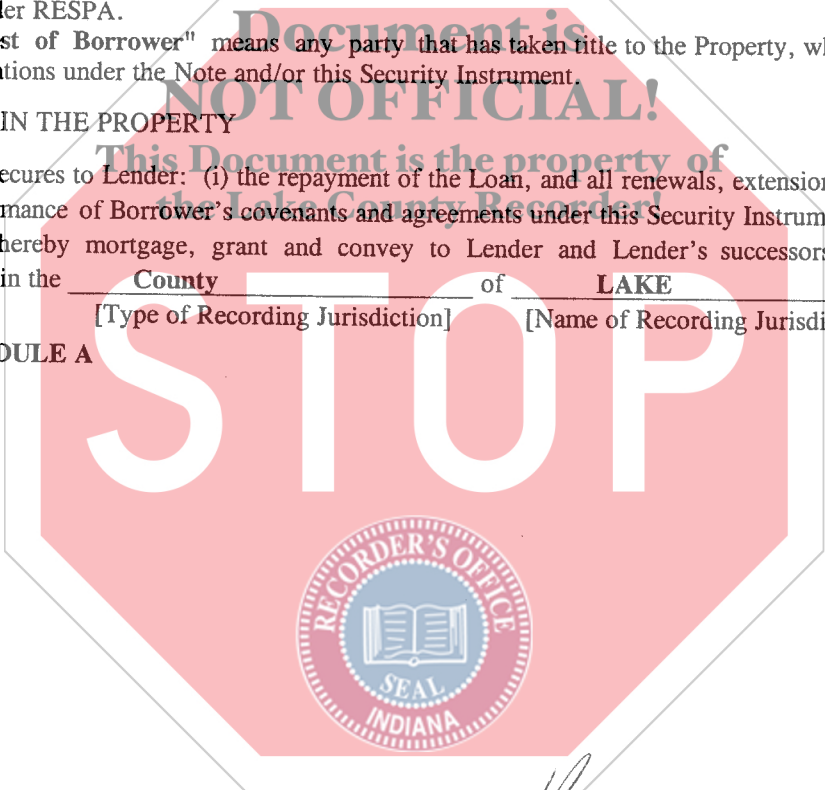 ler RESPA.
Document is
st of Borrower" means any party that has taken title to the Property, wh
ations under the Note and/or this Security Instrument.
NOT OFFICIAL!
IN THE PROPERTY
This Document is the property of
ecures to Lender: (i) the repayment of the Loan, and all renewals, extension
the Lake County Recorder!
mance of Borrower's covenants and agreements under this Security Instrum
hereby mortgage, grant and convey to Lender and Lender's successors
in the County of LAKE
[Type of Recording Jurisdiction] [Name of Recording Jurisdi
DULE A
STOP
RECORDER'S OFFICE
SEAL
INDIANA